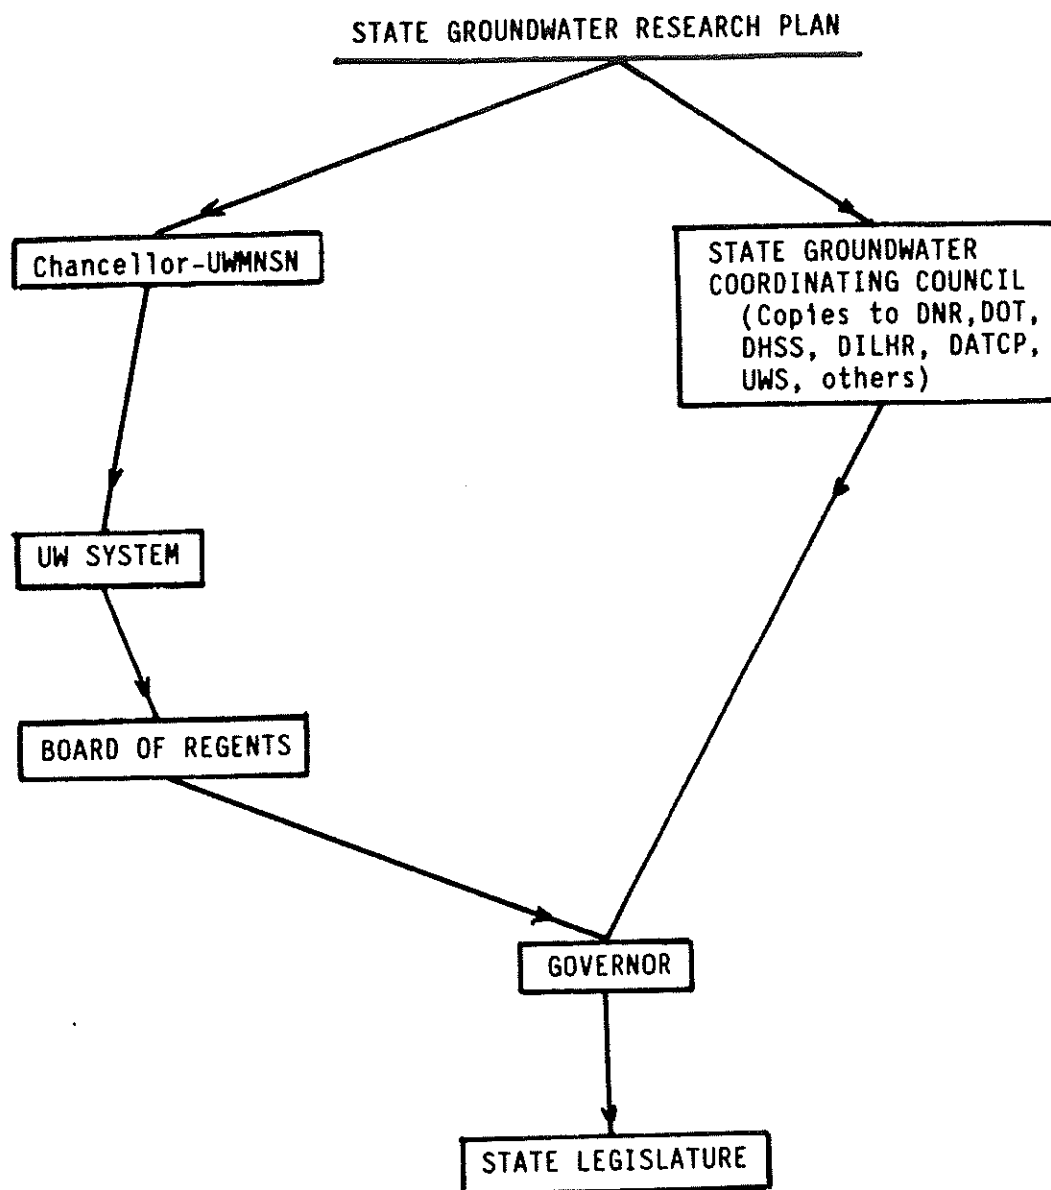 STATE GROUNDWATER RESEARCH PLAN
Chancellor-UWMNSN
STATE GROUNDWATER
COORDINATING COUNCIL
(Copies to DNR,DOT,
DHSS, DILHR, DATCP,
UWS, others)
UW SYSTEM
BOARD OF REGENTS
GOVERNOR
STATE LEGISLATURE